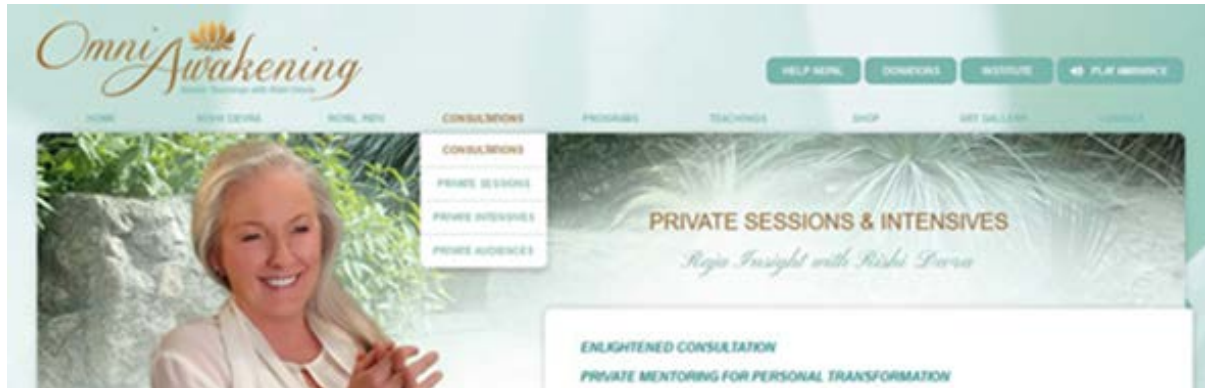 Omni Awakening
HELP NOW, DONATIONS INSTITUTE PLAY AMBIANCE
HOME RISHI DEVRA ROYAL RISHI CONSULTATIONS PROGRAMS TEACHINGS SHOP ART GALLERY
CONSULTATIONS
PRIVATE SESSIONS
PRIVATE INTENSIVES
PRIVATE AUDIENCES
PRIVATE SESSIONS & INTENSIVES
Raja Insight with Rishi Devra
ENLIGHTENED CONSULTATION
PRIVATE MENTORING FOR PERSONAL TRANSFORMATION